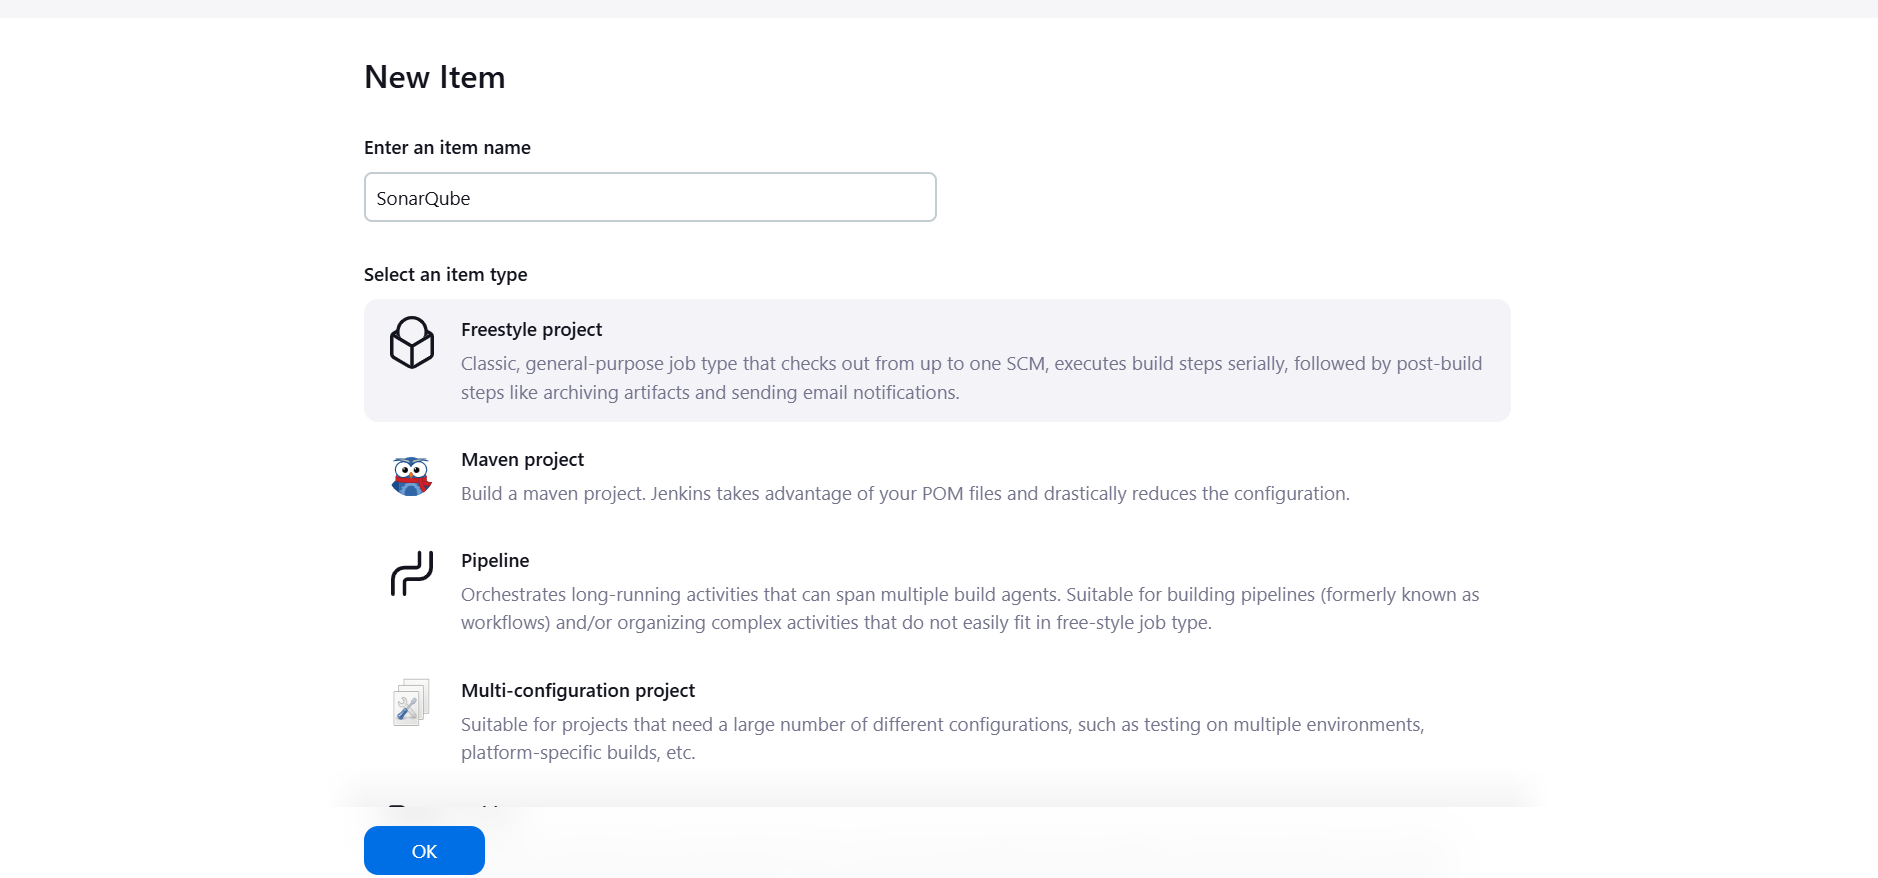 New Item
Enter an item name
SonarQube
Select an item type
Freestyle project
Classic, general-purpose job type that checks out from up to one SCM, executes build steps serially, followed by post-build
steps like archiving artifacts and sending email notifications.
Maven project
Build a maven project. Jenkins takes advantage of your POM files and drastically reduces the configuration.
Pipeline
Orchestrates long-running activities that can span multiple build agents. Suitable for building pipelines (formerly known as
workflows) and/or organizing complex activities that do not easily fit in free-style job type.
Multi-configuration project
Suitable for projects that need a large number of different configurations, such as testing on multiple environments,
platform-specific builds, etc.
OK